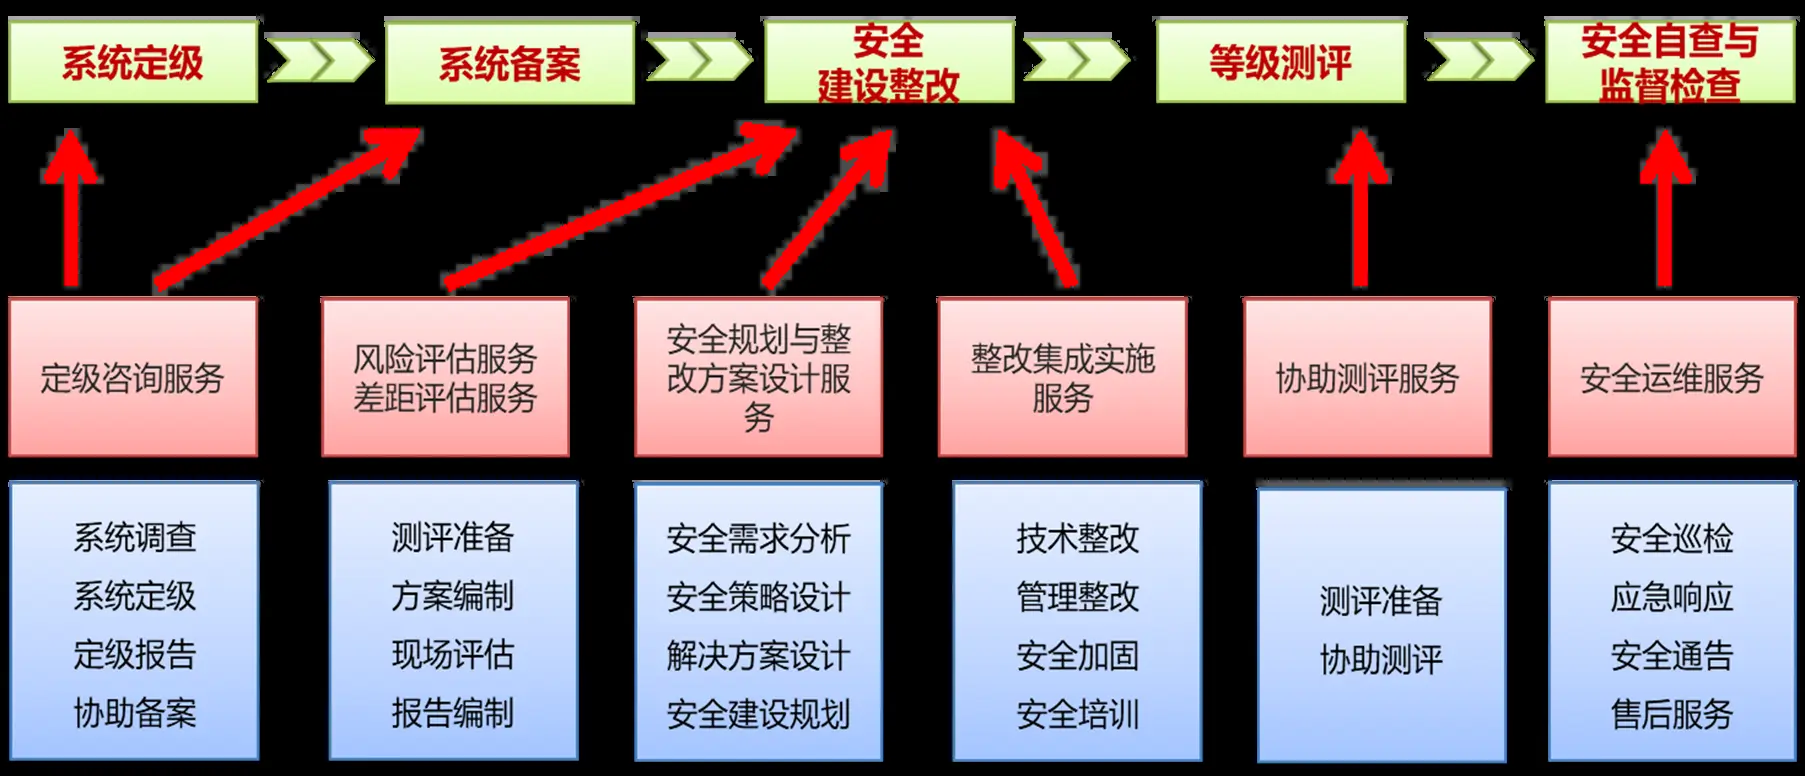 系统定级
系统备案
安全
建设整改
等级测评
安全自查与
监督检查
定级咨询服务
风险评估服务
差距评估服务
安全规划与整
改方案设计服
务
整改集成实施
服务
协助测评服务
安全运维服务
系统调查
系统定级
定级报告
协助备案
测评准备
方案编制
现场评估
报告编制
安全需求分析
安全策略设计
解决方案设计
安全建设规划
技术整改
管理整改
安全加固
安全培训
测评准备
协助测评
安全巡检
应急响应
安全通告
售后服务